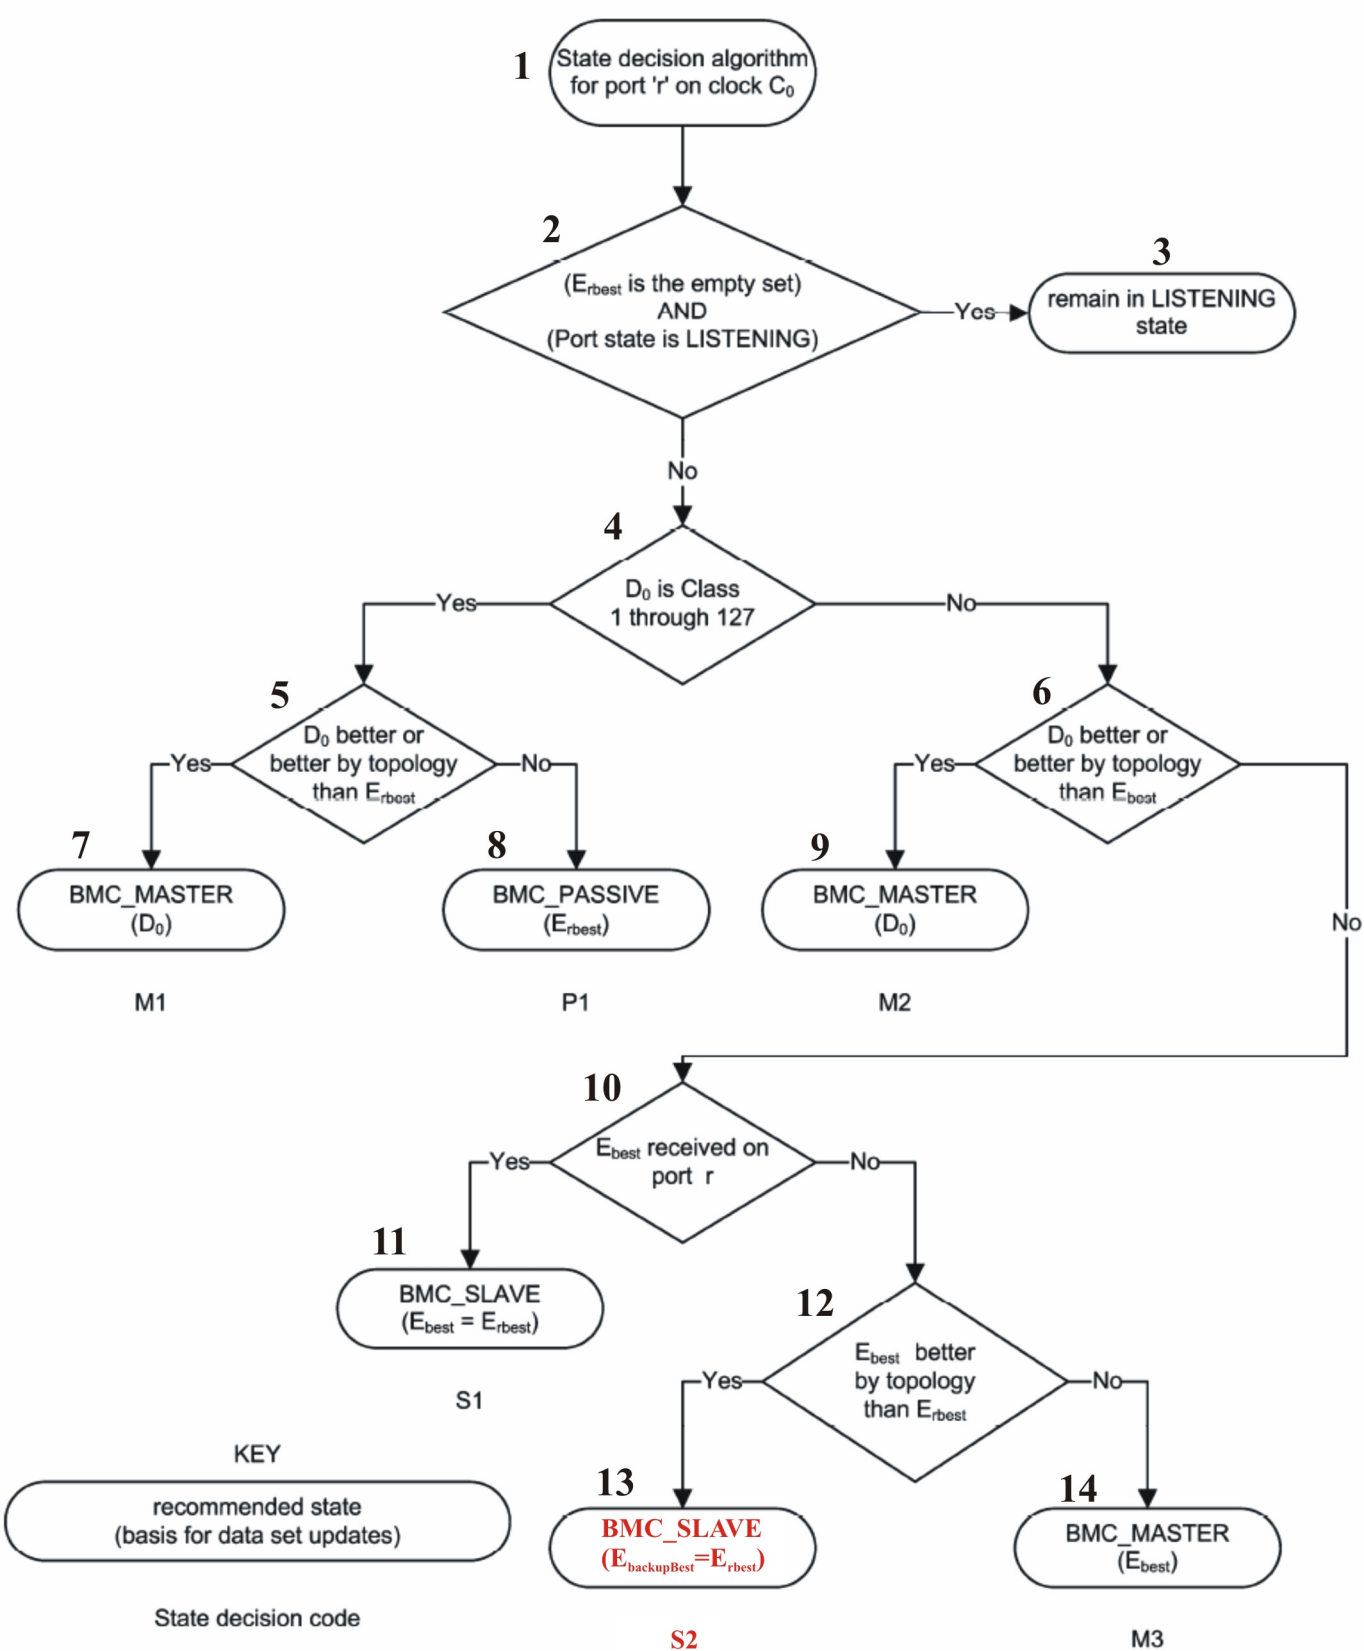 1
State decision algorithm
for port 'r' on clock C₀
2
(Erbest is the empty set)
AND
(Port state is LISTENING)
Yes
3
remain in LISTENING
state
No
4
D₀ is Class
1 through 127
Yes
No
5
D₀ better or
better by topology
than Erbest
Yes
No
6
D₀ better or
better by topology
than Ebest
Yes
No
7
BMC_MASTER
(D₀)
M1
8
BMC_PASSIVE
(Erbest)
P1
9
BMC_MASTER
(D₀)
M2
10
Ebest received on
port r
Yes
No
11
BMC_SLAVE
(Ebest = Erbest)
S1
12
Ebest better
by topology
than Erbest
Yes
No
13
BMC_SLAVE
(EbackupBest=Erbest)
S2
14
BMC_MASTER
(Ebest)
M3
KEY
recommended state
(basis for data set updates)
State decision code